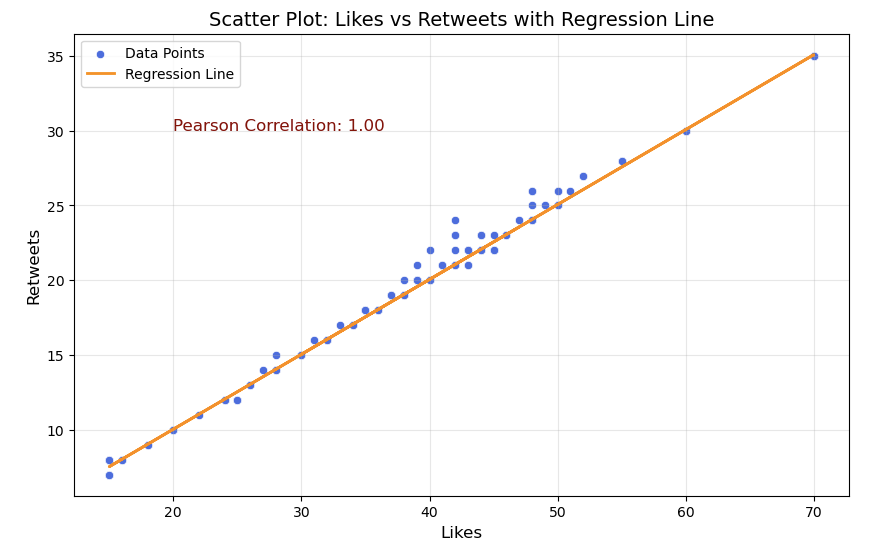 Scatter Plot: Likes vs Retweets with Regression Line
Data Points
Regression Line
Pearson Correlation: 1.00
Retweets
35
30
25
20
15
10
20 30 40 50 60 70
Likes